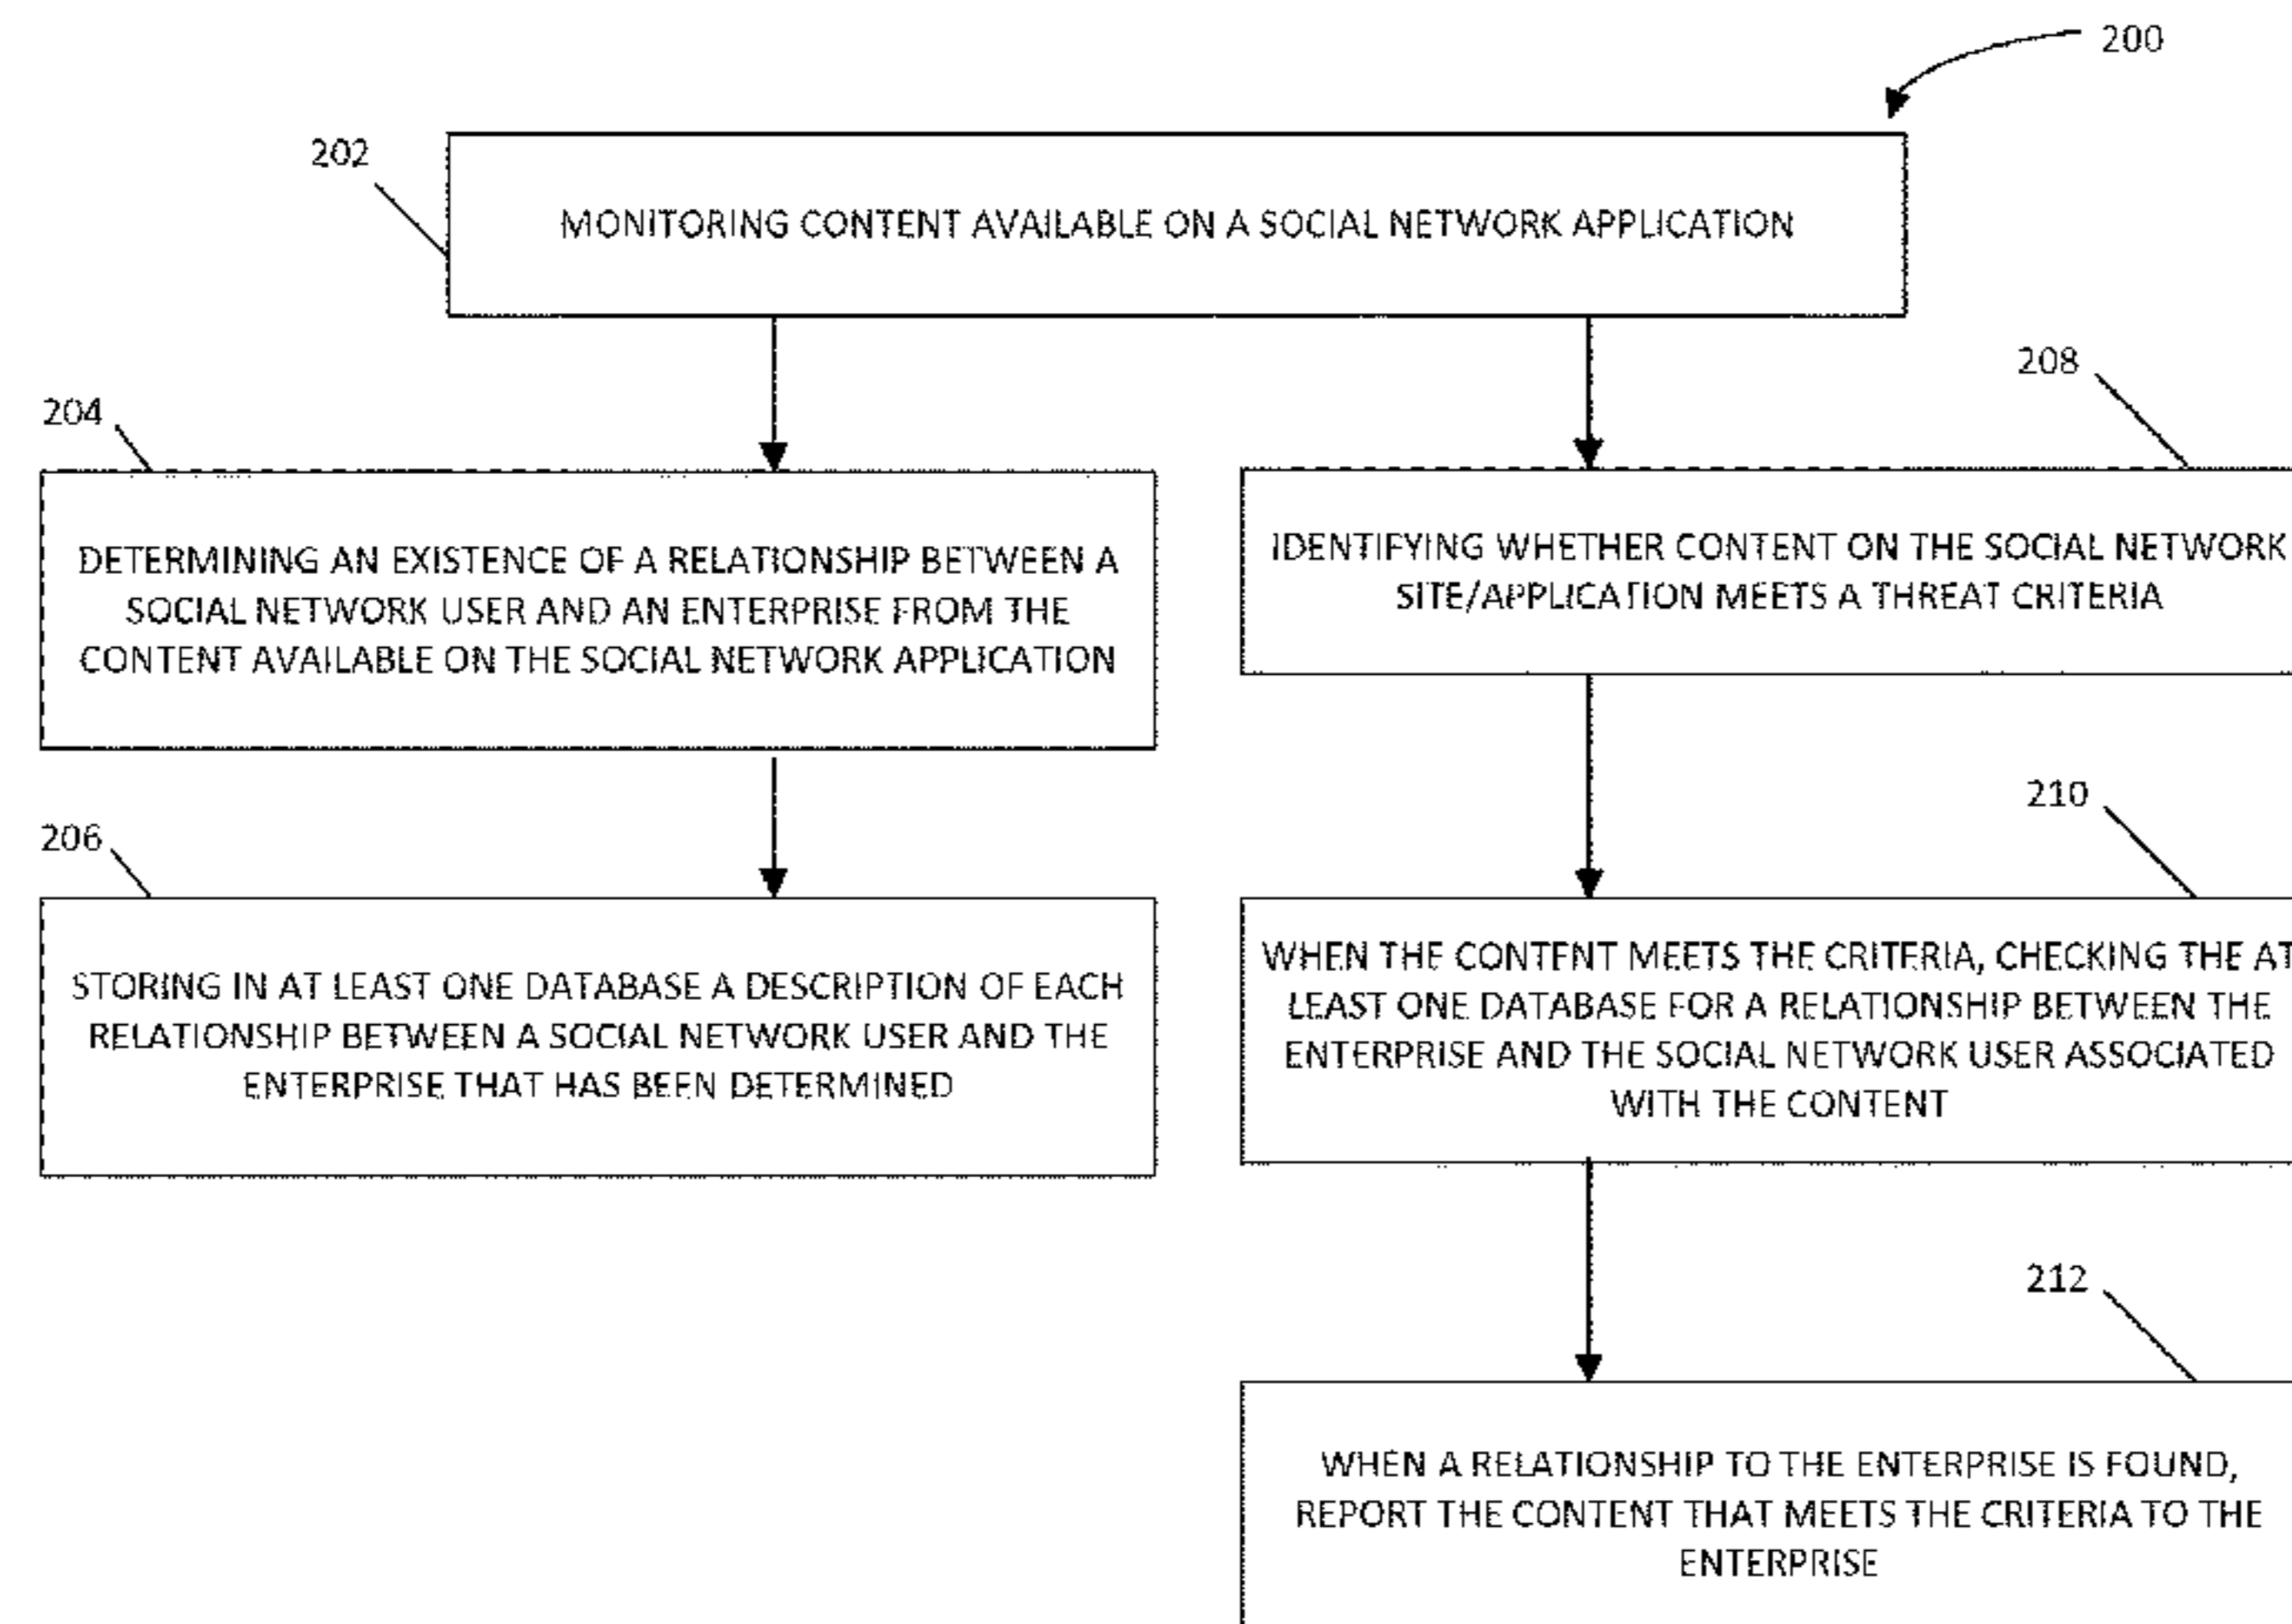 200
202
MONITORING CONTENT AVAILABLE ON A SOCIAL NETWORK APPLICATION
204
DETERMINING AN EXISTENCE OF A RELATIONSHIP BETWEEN A
SOCIAL NETWORK USER AND AN ENTERPRISE FROM THE
CONTENT AVAILABLE ON THE SOCIAL NETWORK APPLICATION
206
STORING IN AT LEAST ONE DATABASE A DESCRIPTION OF EACH
RELATIONSHIP BETWEEN A SOCIAL NETWORK USER AND THE
ENTERPRISE THAT HAS BEEN DETERMINED
208
IDENTIFYING WHETHER CONTENT ON THE SOCIAL NETWORK
SITE/APPLICATION MEETS A THREAT CRITERIA
210
WHEN THE CONTENT MEETS THE CRITERIA, CHECKING THE AT
LEAST ONE DATABASE FOR A RELATIONSHIP BETWEEN THE
ENTERPRISE AND THE SOCIAL NETWORK USER ASSOCIATED
WITH THE CONTENT
212
WHEN A RELATIONSHIP TO THE ENTERPRISE IS FOUND,
REPORT THE CONTENT THAT MEETS THE CRITERIA TO THE
ENTERPRISE